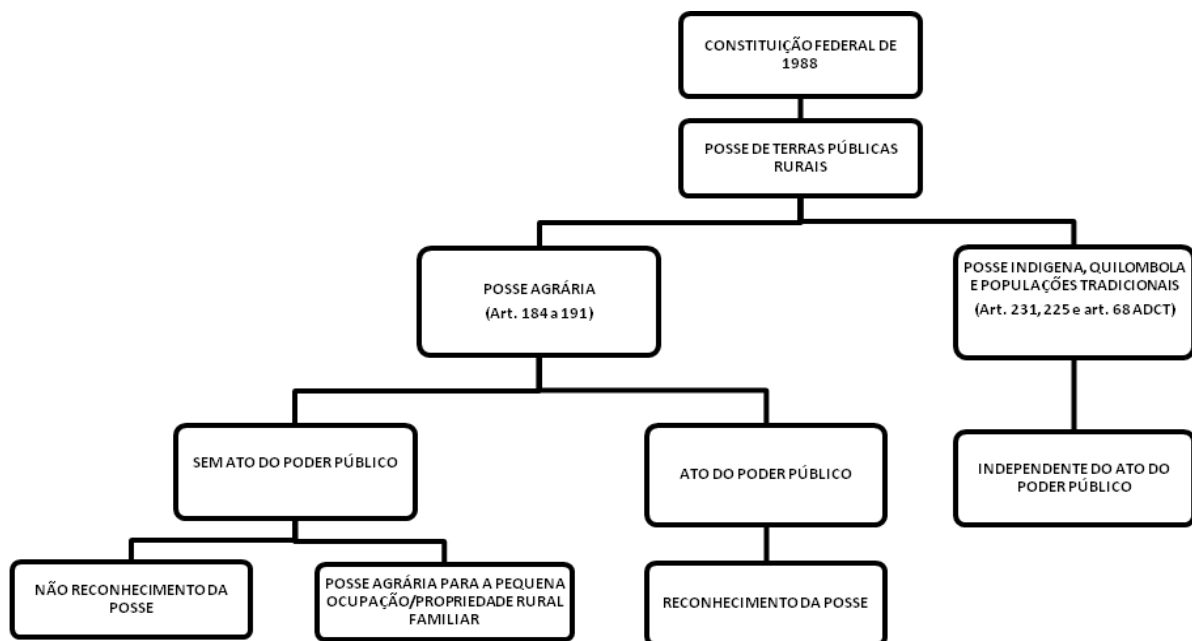 CONSTITUIÇÃO FEDERAL DE
1988
POSSE DE TERRAS PÚBLICAS
RURAIS
POSSE AGRÁRIA
(Art. 184 a 191)
POSSE INDIGENA, QUILOMBOLA
E POPULAÇÕES TRADICIONAIS
(Art. 231, 225 e art. 68 ADCT)
SEM ATO DO PODER PÚBLICO
ATO DO PODER PÚBLICO
INDEPENDENTE DO ATO DO
PODER PÚBLICO
NÃO RECONHECIMENTO DA
POSSE
POSSE AGRÁRIA PARA A PEQUENA
OCUPAÇÃO/PROPRIEDADE RURAL
FAMILIAR
RECONHECIMENTO DA POSSE